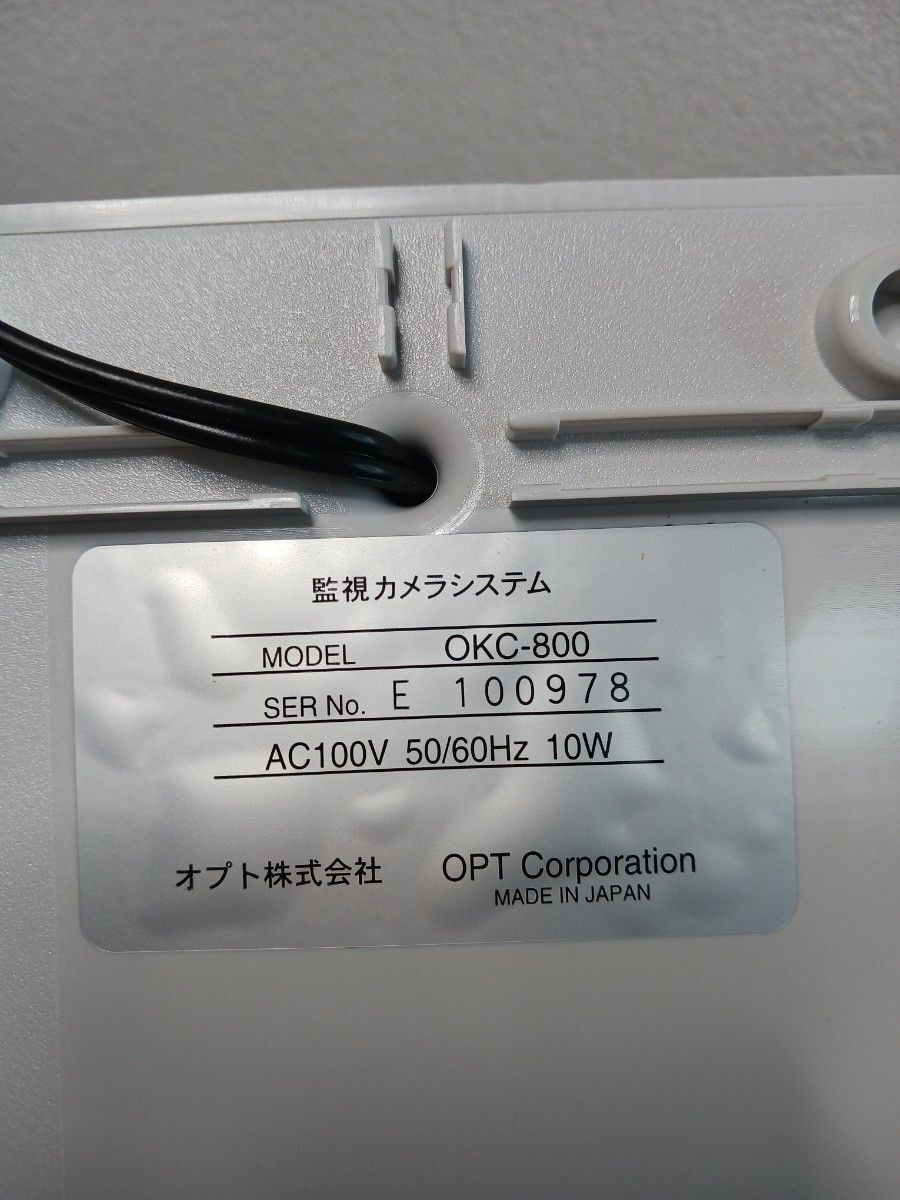 監視カメラシステム
MODEL OKC-800
SER No. E 100978
AC100V 50/60Hz 10W
オプト株式会社 OPT Corporation
MADE IN JAPAN